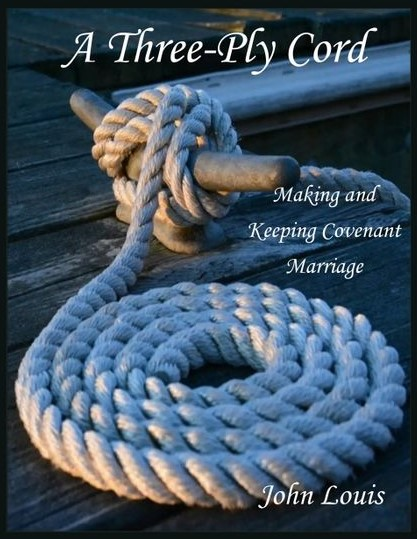 A Three-Ply Cord
Making and
Keeping Covenant
Marriage
John Louis